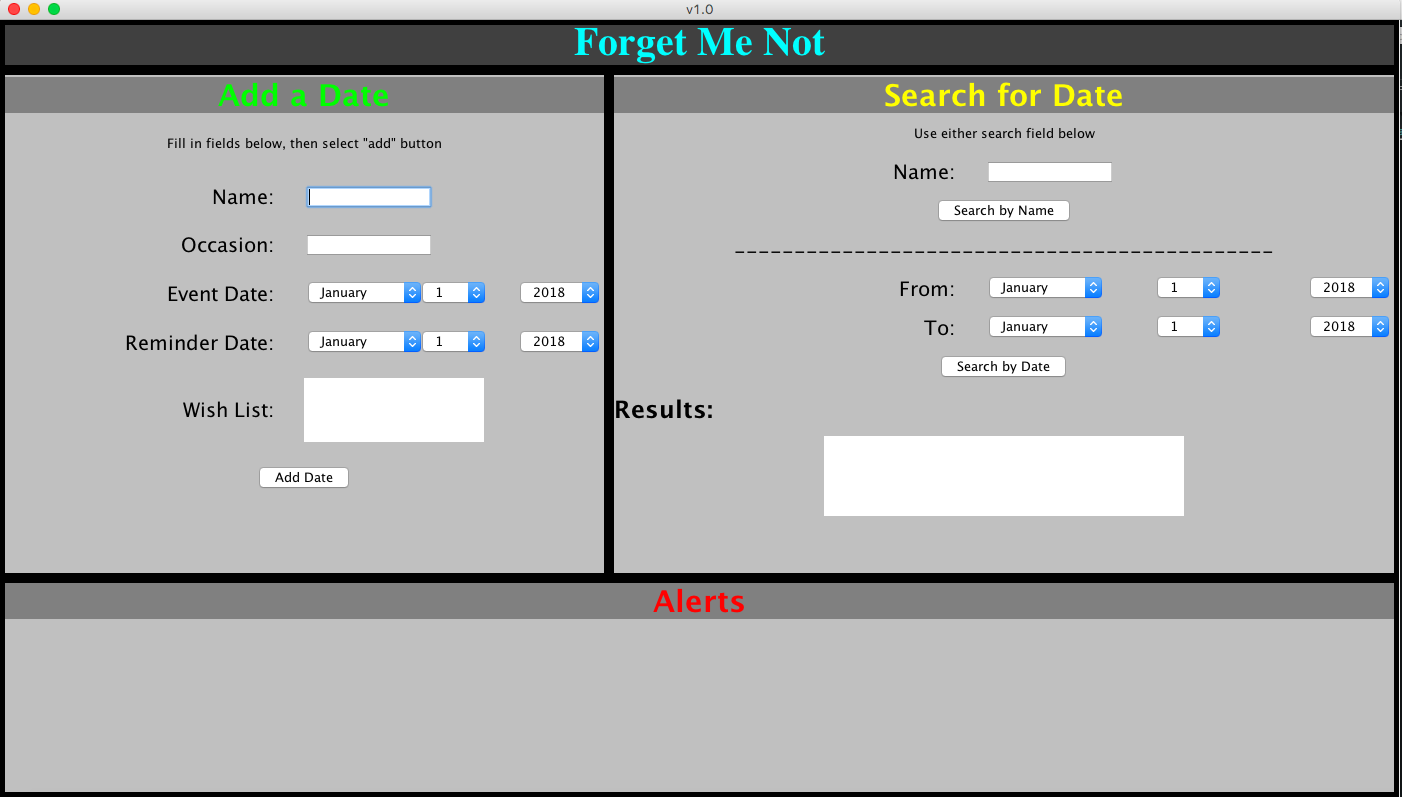 v1.0
Forget Me Not
Add a Date
Fill in fields below, then select "add" button
Name:
Occasion:
Event Date: January 1 2018
Reminder Date: January 1 2018
Wish List:
Add Date
Search for Date
Use either search field below
Name:
Search by Name
_____________________________________________
From: January 1 2018
To: January 1 2018
Search by Date
Results:
Alerts